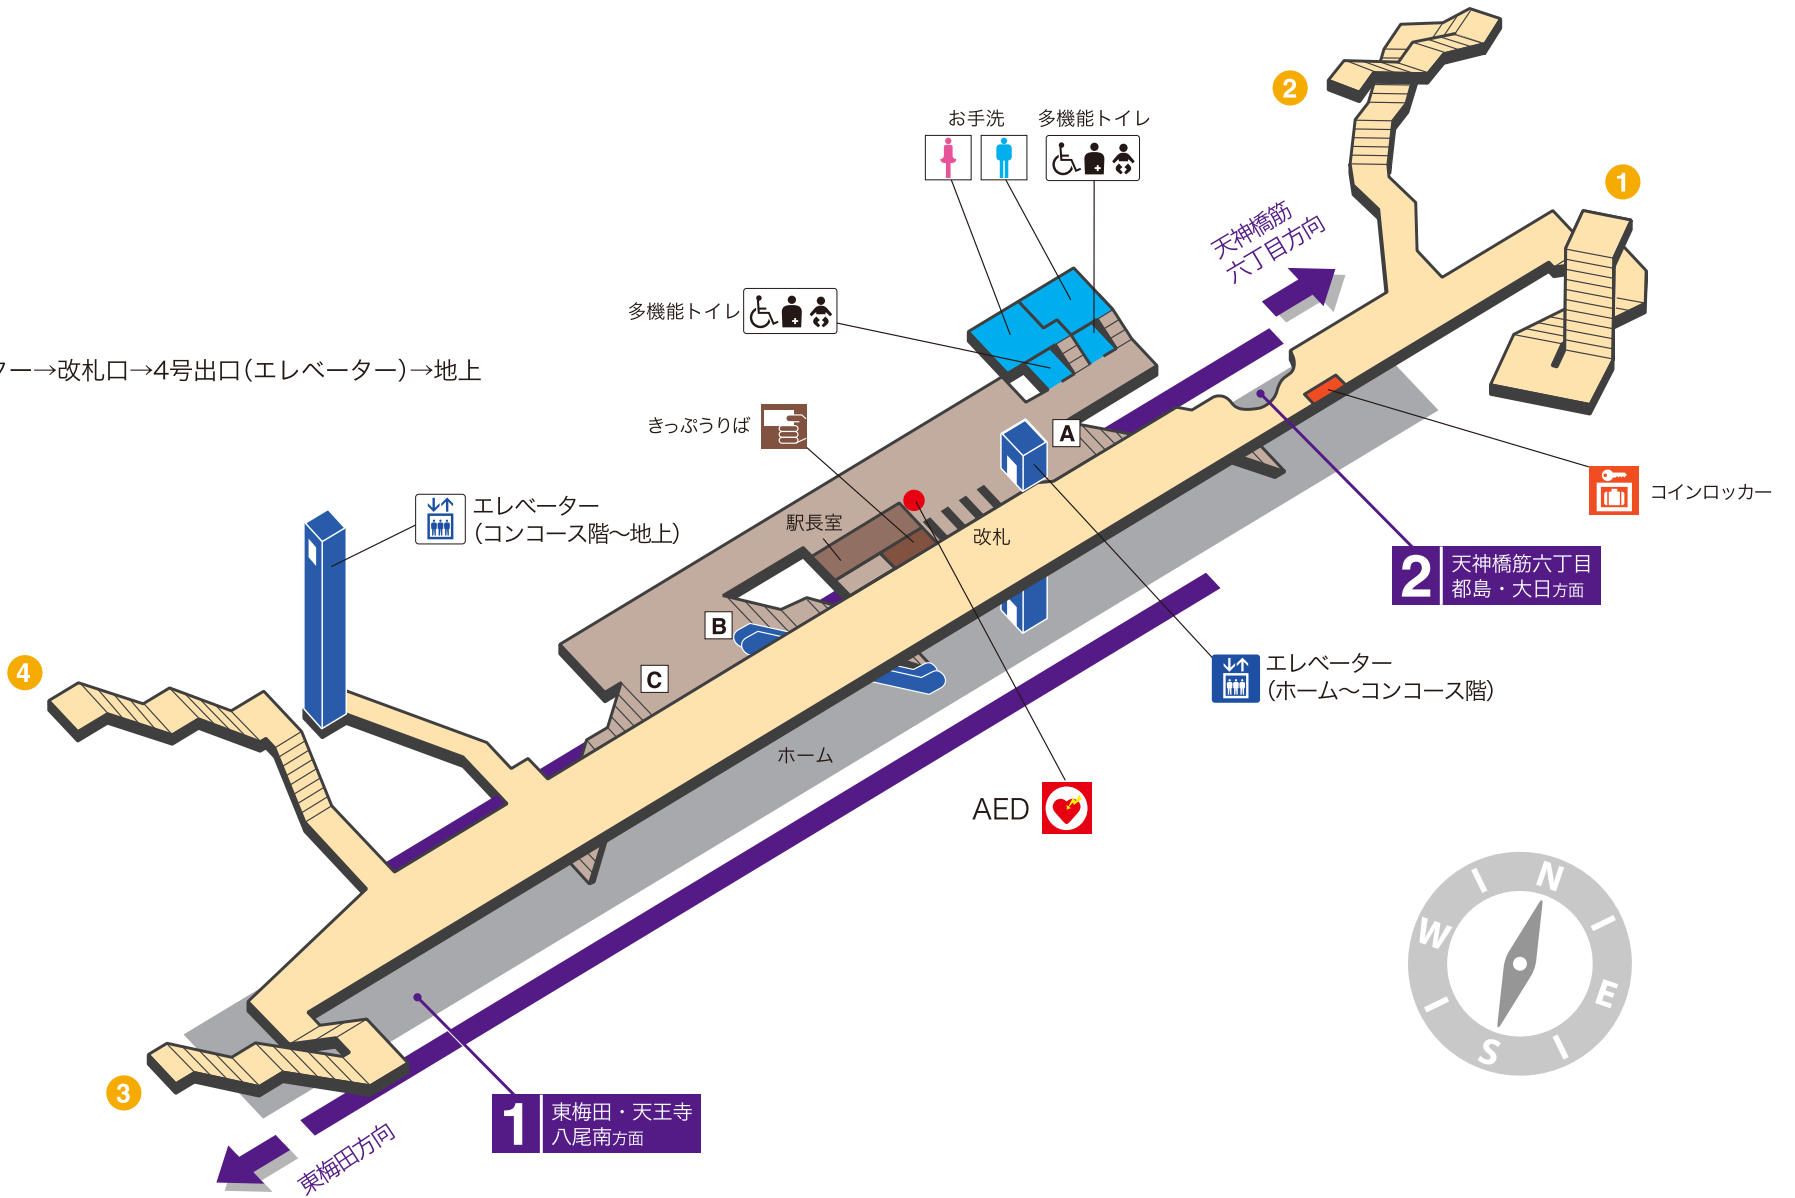 2
1
お手洗
多機能トイレ
天神橋筋
六丁目方向
多機能トイレ
ター→改札口→4号出口(エレベーター)→地上
きっぷうりば
A
エレベーター
(コンコース階〜地上)
駅長室
改札
コインロッカー
2 天神橋筋六丁目
都島・大日方面
B
C
エレベーター
(ホーム〜コンコース階)
4
ホーム
AED
N
W
E
S
3
1 東梅田・天王寺
八尾南方面
東梅田方向